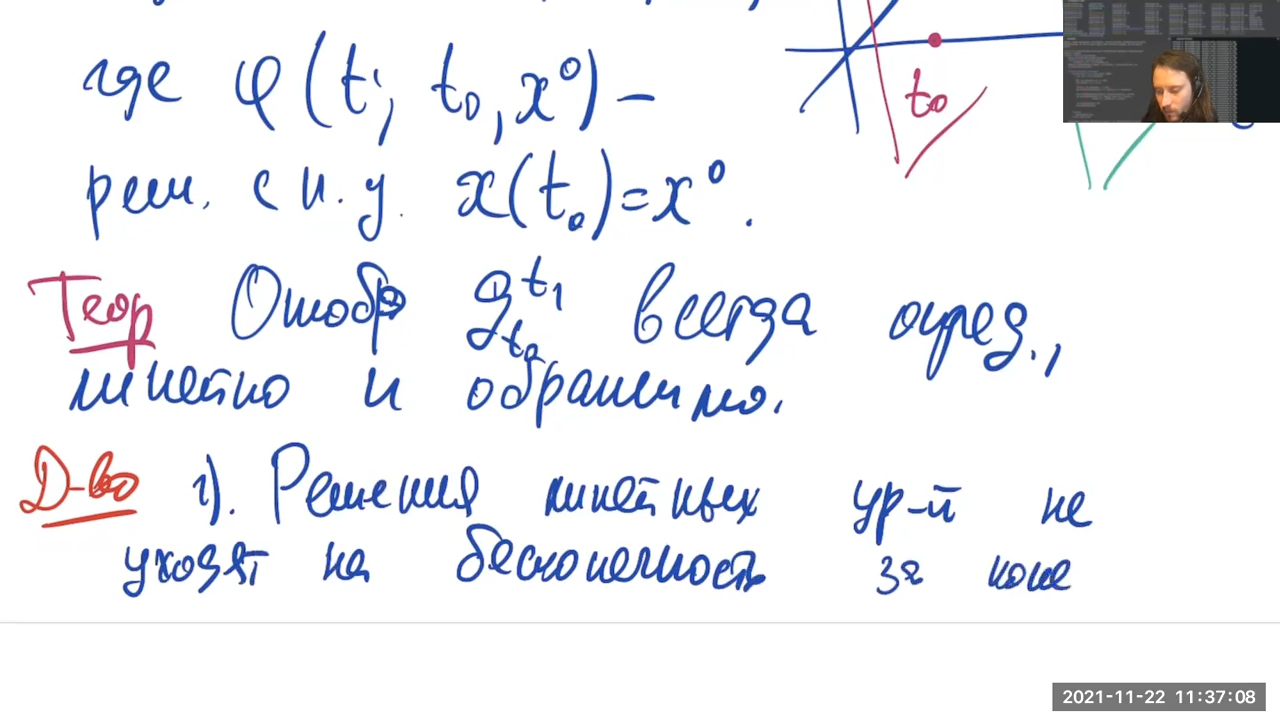 где φ(t; t₀, x⁰) –
t₀
реш. с н. у. x(t₀)=x⁰.
Теор Отобр g_{t₀}^{t₁} всегда опред.,
линейно и обратимо.
Д-во 1). Решения линейных ур-й не
уходят на бесконечность за коне
2021-11-22 11:37:08